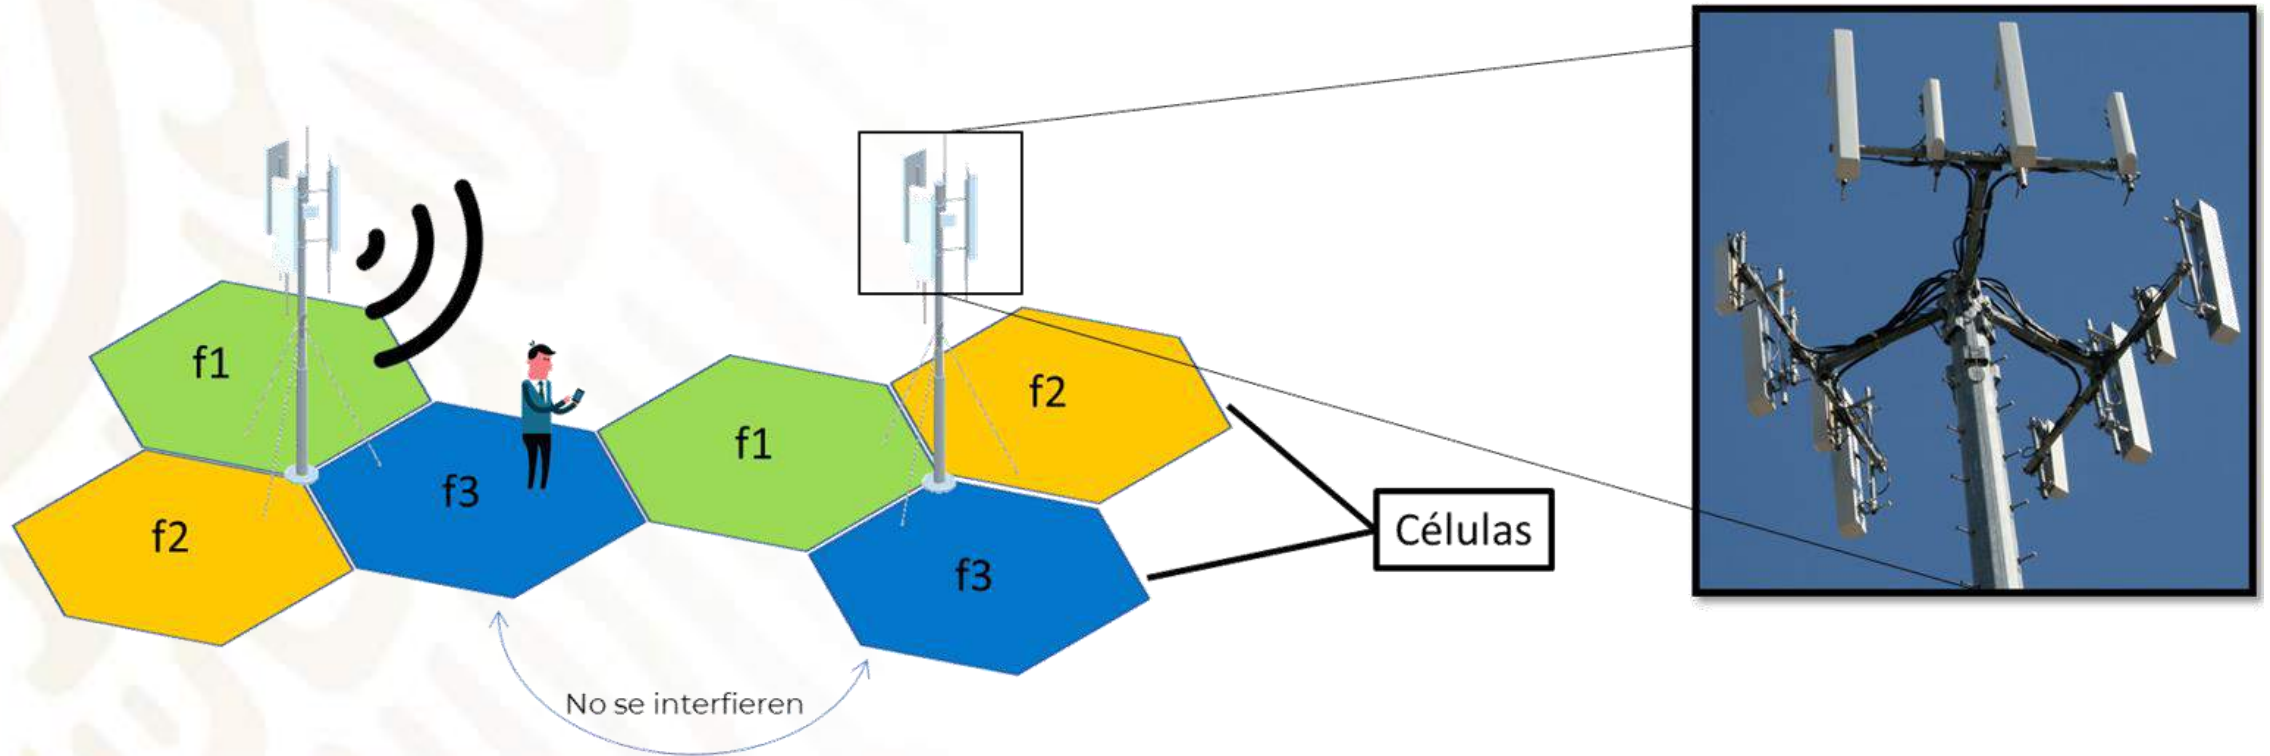 f1
f2
f3
f1
f2
f3
Células
No se interfieren